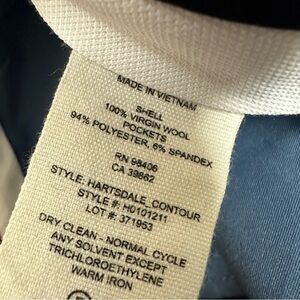 MADE IN VIETNAM
SHELL
100% VIRGIN WOOL
POCKETS
94% POLYESTER, 6% SPANDEX
RN 98406
CA 39862
STYLE: HARTSDALE_CONTOUR
STYLE #: H0101211
LOT #: 371953
DRY CLEAN - NORMAL CYCLE
ANY SOLVENT EXCEPT
TRICHLOROETHYLENE
WARM IRON